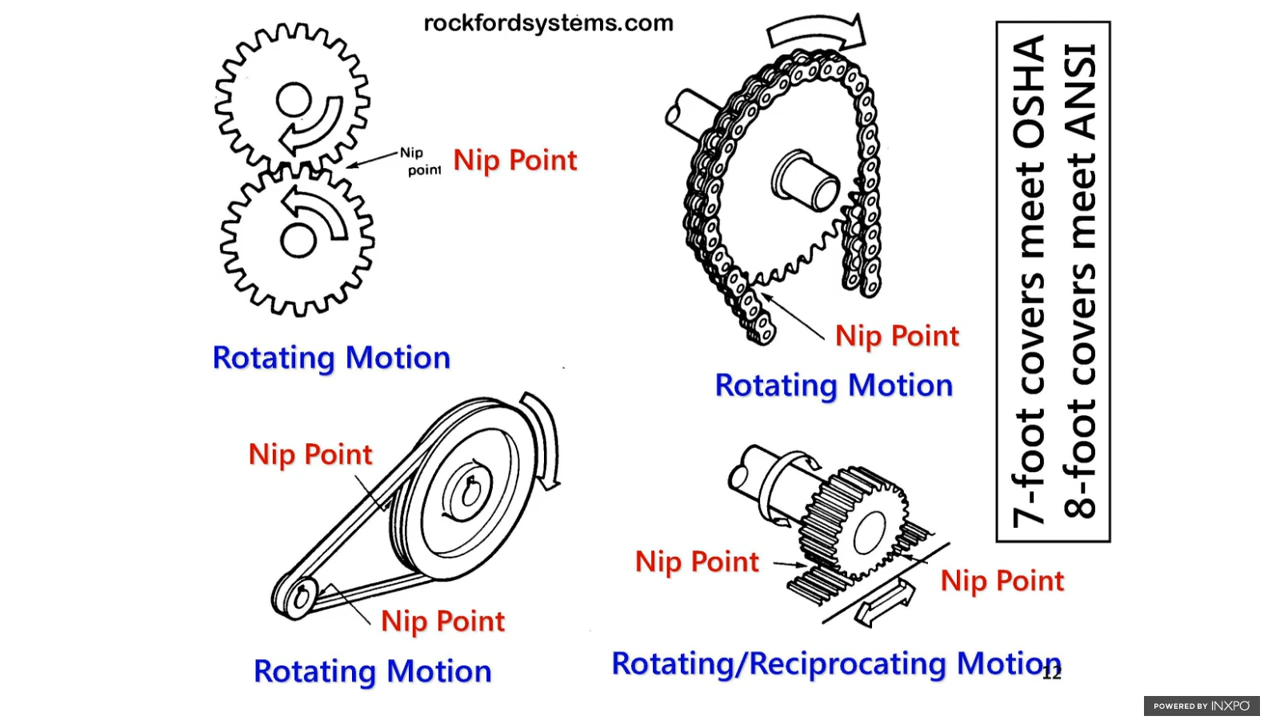 rockfordsystems.com
Nip
point
Nip Point
Rotating Motion
Nip Point
Rotating Motion
7-foot covers meet OSHA
8-foot covers meet ANSI
Nip Point
Nip Point
Rotating Motion
Nip Point
Nip Point
Rotating/Reciprocating Motion
12
POWERED BY INXPO